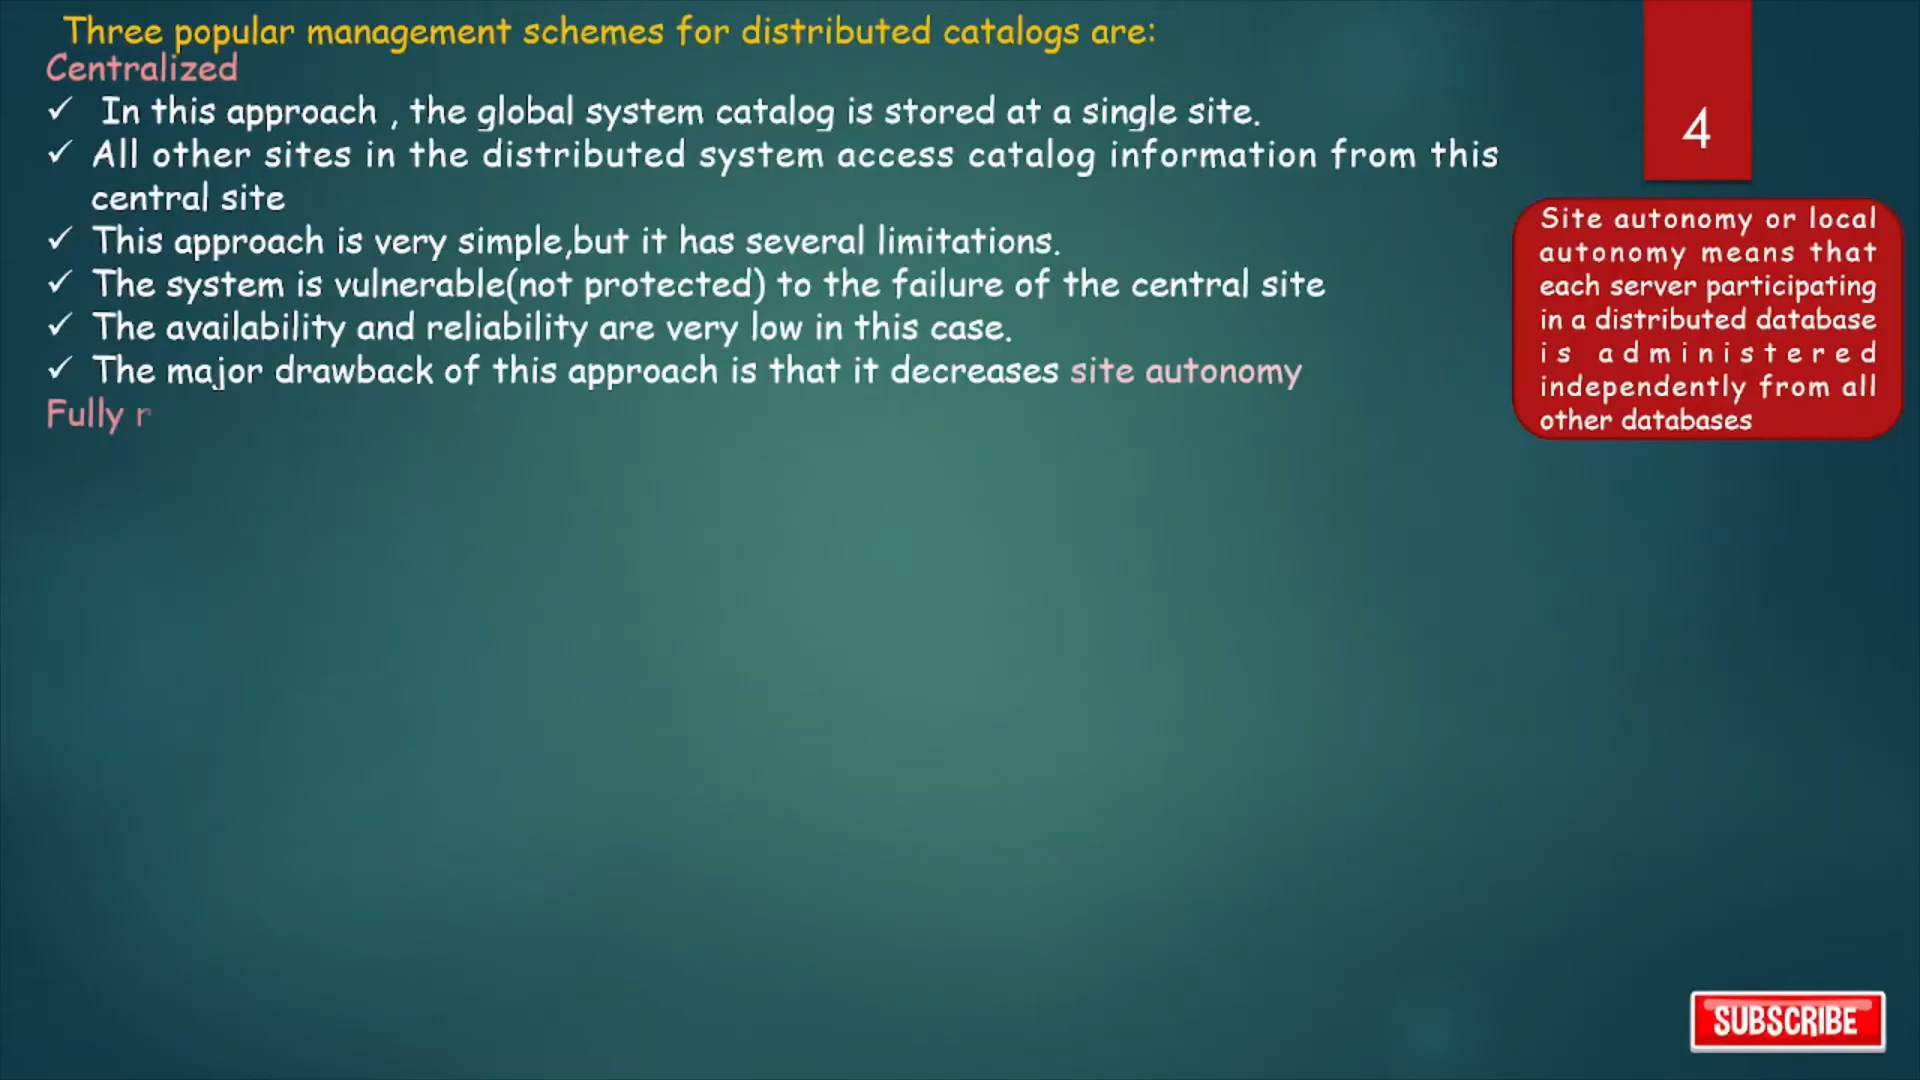 Three popular management schemes for distributed catalogs are:
Centralized
✓ In this approach , the global system catalog is stored at a single site.
✓ All other sites in the distributed system access catalog information from this
central site
✓ This approach is very simple,but it has several limitations.
✓ The system is vulnerable(not protected) to the failure of the central site
✓ The availability and reliability are very low in this case.
✓ The major drawback of this approach is that it decreases site autonomy
Fully r
4
Site autonomy or local
autonomy means that
each server participating
in a distributed database
is administered
independently from all
other databases
SUBSCRIBE